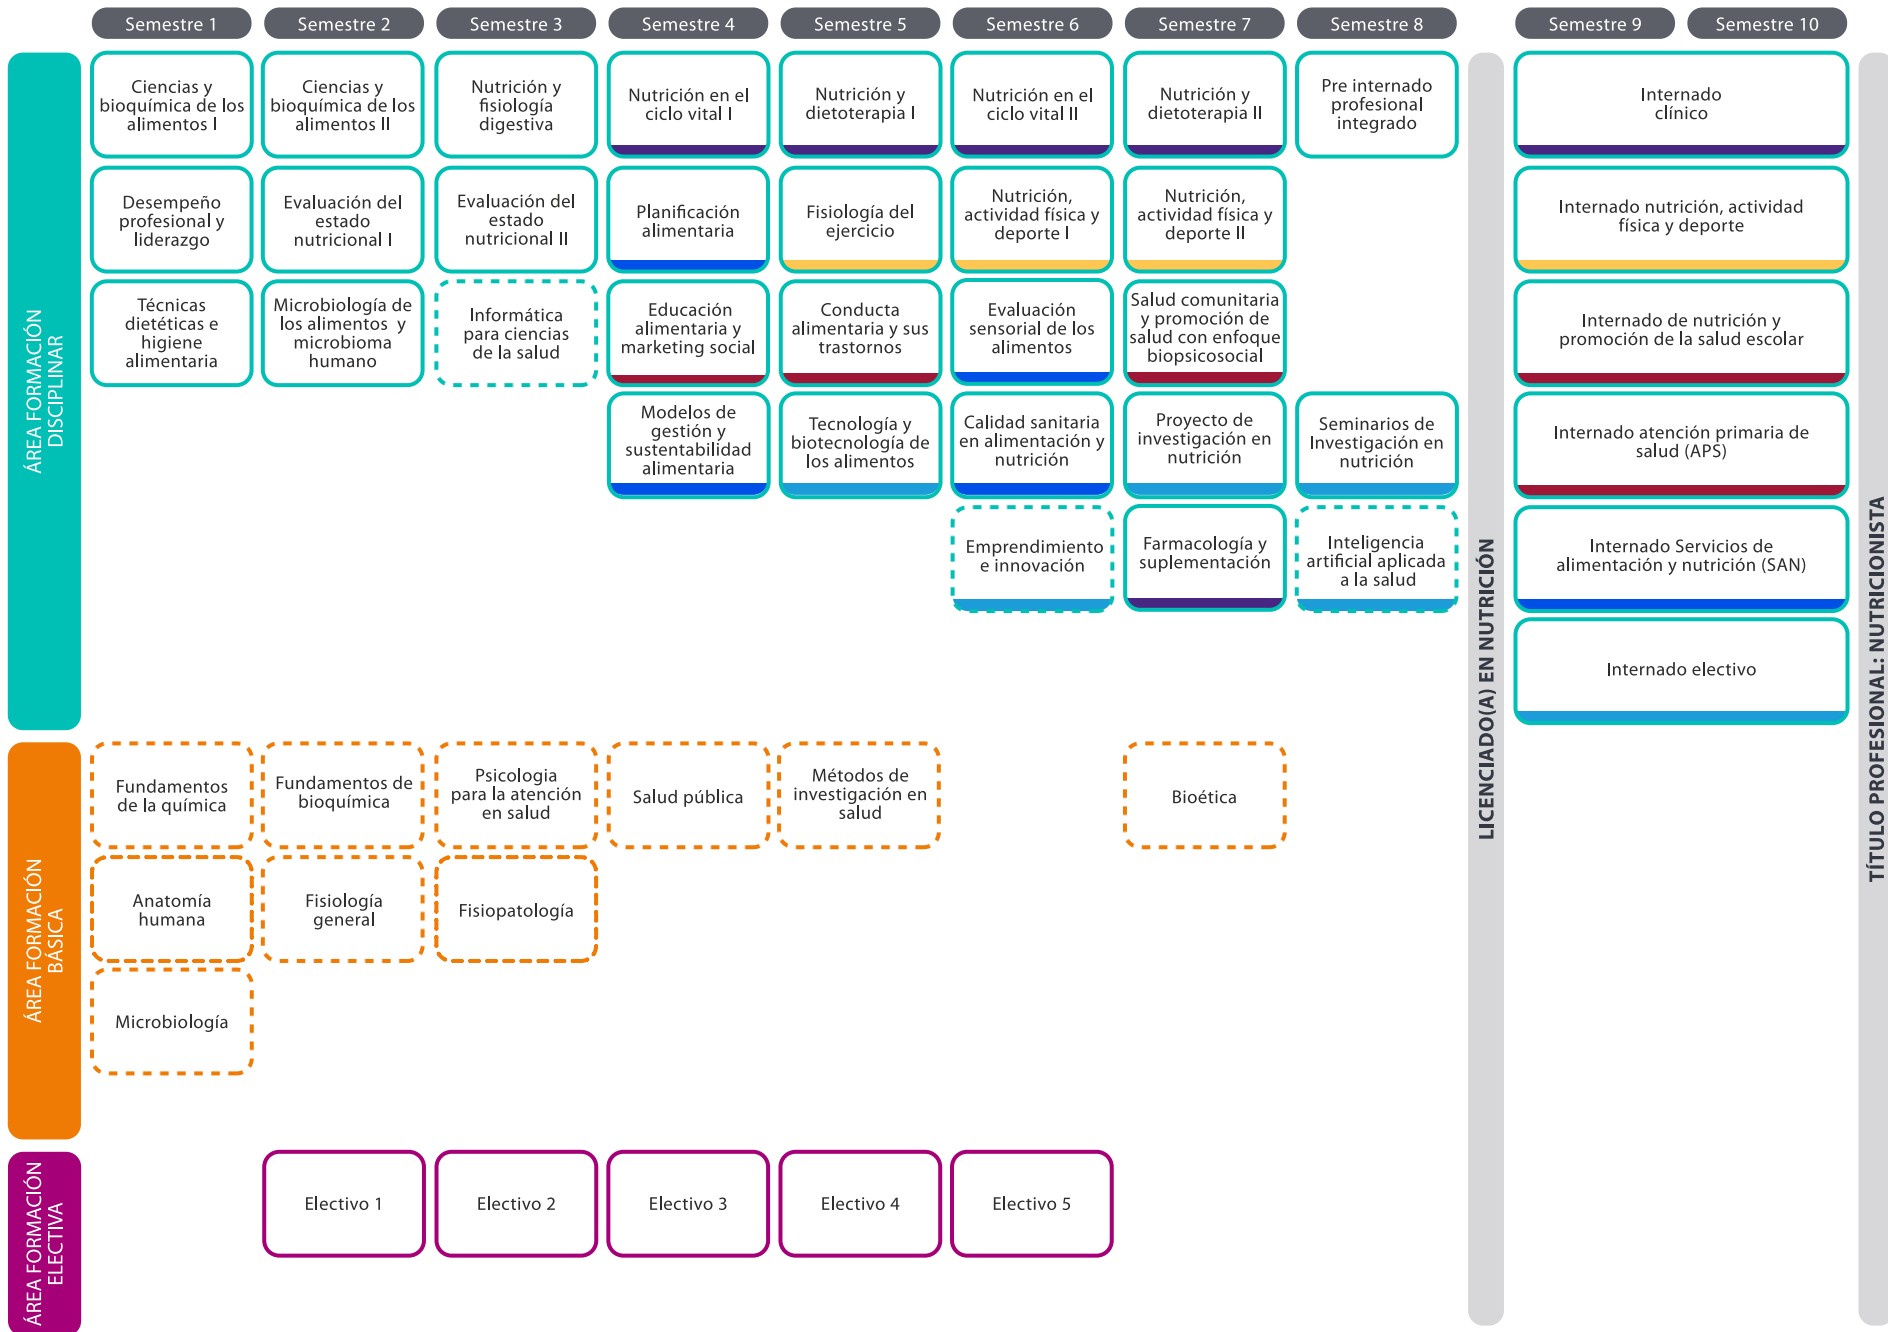 Semestre 1
Semestre 2
Semestre 3
Semestre 4
Semestre 5
Semestre 6
Semestre 7
Semestre 8
Semestre 9
Semestre 10
ÁREA FORMACIÓN
DISCIPLINAR
Ciencias y
bioquímica de los
alimentos I
Ciencias y
bioquímica de los
alimentos II
Nutrición y
fisiología
digestiva
Nutrición en el
ciclo vital I
Nutrición y
dietoterapia I
Nutrición en el
ciclo vital II
Nutrición y
dietoterapia II
Pre internado
profesional
integrado
Internado
clínico
Desempeño
profesional y
liderazgo
Evaluación del
estado
nutricional I
Evaluación del
estado
nutricional II
Planificación
alimentaria
Fisiología del
ejercicio
Nutrición,
actividad física y
deporte I
Nutrición,
actividad física y
deporte II
Internado nutrición, actividad
física y deporte
Técnicas
dietéticas e
higiene
alimentaria
Microbiología de
los alimentos y
microbioma
humano
Informática
para ciencias
de la salud
Educación
alimentaria y
marketing social
Conducta
alimentaria y sus
trastornos
Evaluación
sensorial de los
alimentos
Salud comunitaria
y promoción de
salud con enfoque
biopsicosocial
Internado de nutrición y
promoción de la salud escolar
Modelos de
gestión y
sustentabilidad
alimentaria
Tecnología y
biotecnología de
los alimentos
Calidad sanitaria
en alimentación y
nutrición
Proyecto de
investigación en
nutrición
Seminarios de
Investigación en
nutrición
Internado atención primaria de
salud (APS)
Emprendimiento
e innovación
Farmacología y
suplementación
Inteligencia
artificial aplicada
a la salud
Internado Servicios de
alimentación y nutrición (SAN)
Internado electivo
LICENCIADO(A) EN NUTRICIÓN
TÍTULO PROFESIONAL: NUTRICIONISTA
ÁREA FORMACIÓN
BÁSICA
Fundamentos
de la química
Fundamentos de
bioquímica
Psicologia
para la atención
en salud
Salud pública
Métodos de
investigación en
salud
Bioética
Anatomía
humana
Fisiología
general
Fisiopatología
Microbiología
ÁREA FORMACIÓN
ELECTIVA
Electivo 1
Electivo 2
Electivo 3
Electivo 4
Electivo 5